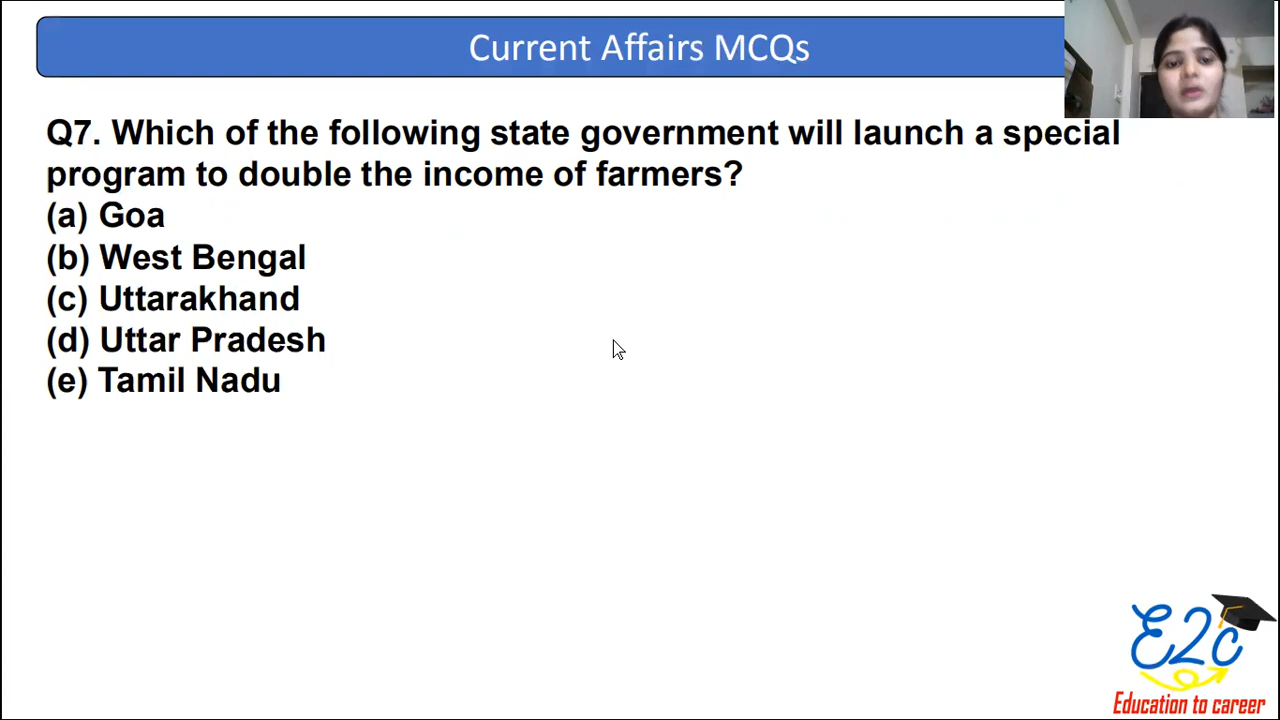 Current Affairs MCQs
Q7. Which of the following state government will launch a special
program to double the income of farmers?
(a) Goa
(b) West Bengal
(c) Uttarakhand
(d) Uttar Pradesh
(e) Tamil Nadu
E2c
Education to career